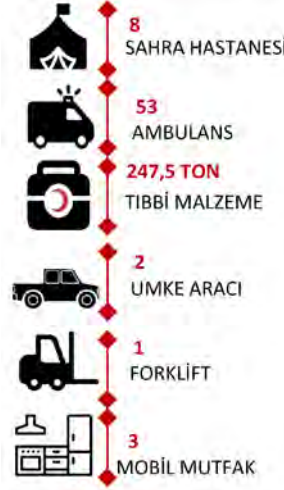 8
SAHRA HASTANESİ
53
AMBULANS
247,5 TON
TIBBİ MALZEME
2
UMKE ARACI
1
FORKLİFT
3
MOBİL MUTFAK